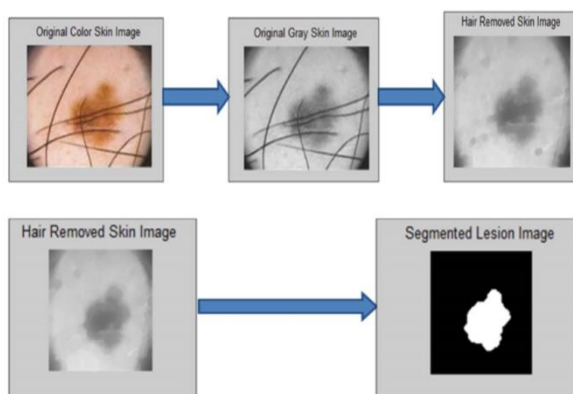 Original Color Skin Image
Original Gray Skin Image
Hair Removed Skin Image
Hair Removed Skin Image
Segmented Lesion Image